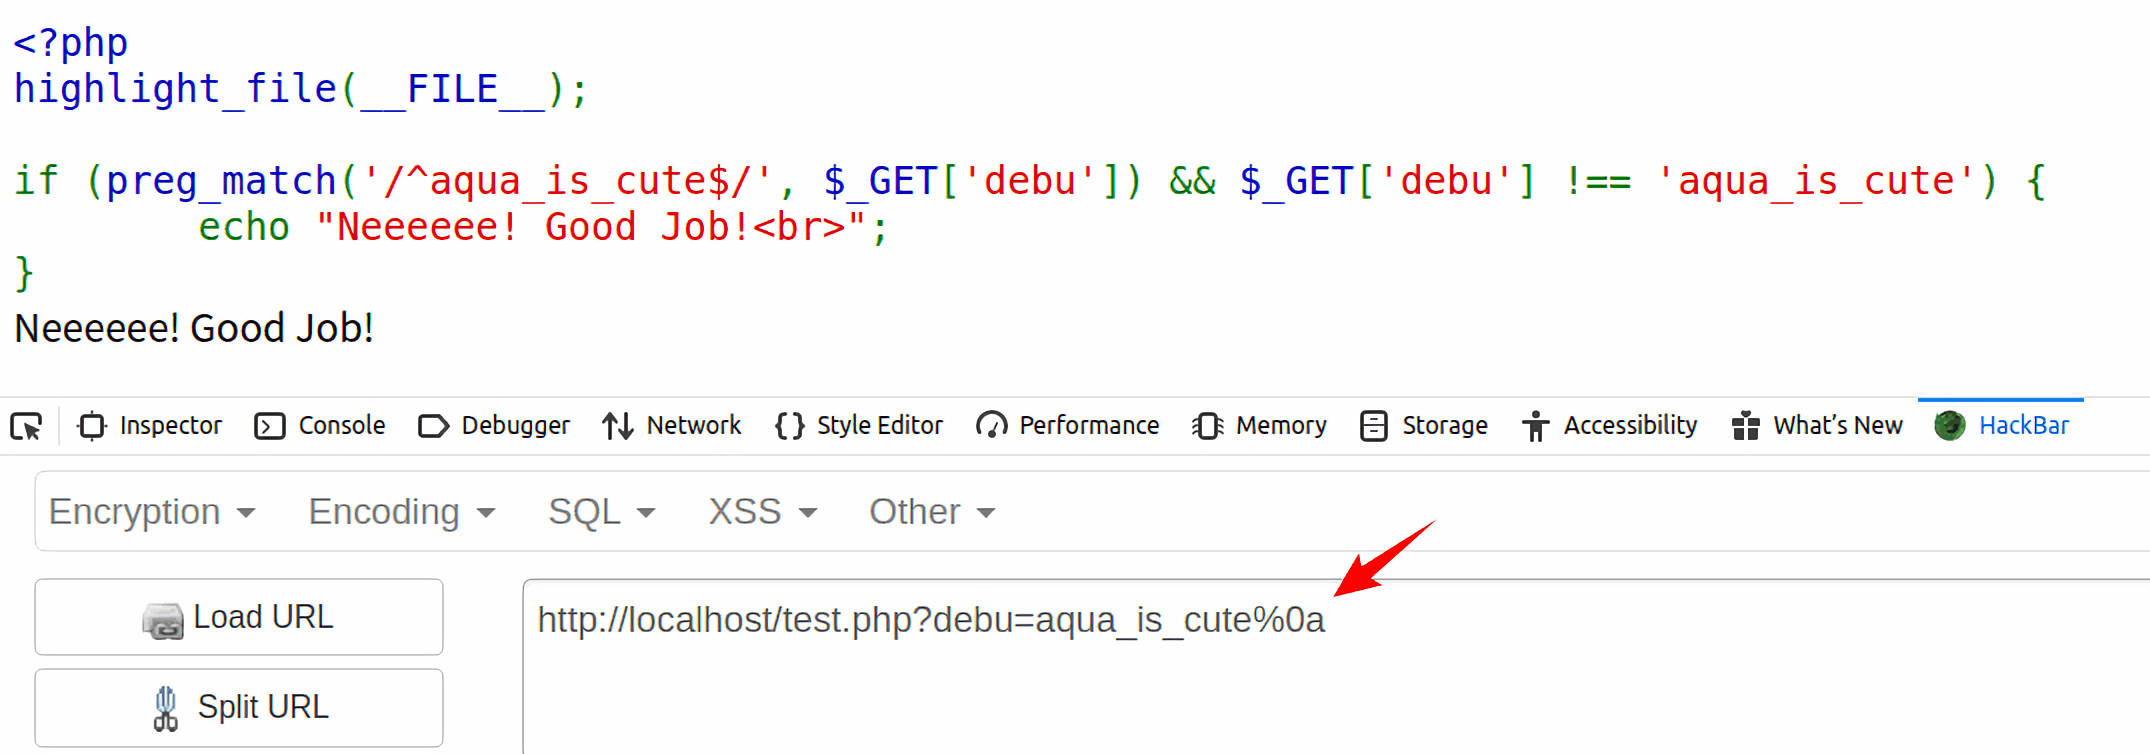 <?php
highlight_file(__FILE__);
if (preg_match('/^aqua_is_cute$/', $_GET['debu']) && $_GET['debu'] !== 'aqua_is_cute') {
echo "Neeeeee! Good Job!<br>";
}
Neeeeee! Good Job!
Inspector Console Debugger Network Style Editor Performance Memory Storage Accessibility What's New HackBar
Encryption Encoding SQL XSS Other
Load URL http://localhost/test.php?debu=aqua_is_cute%0a
Split URL